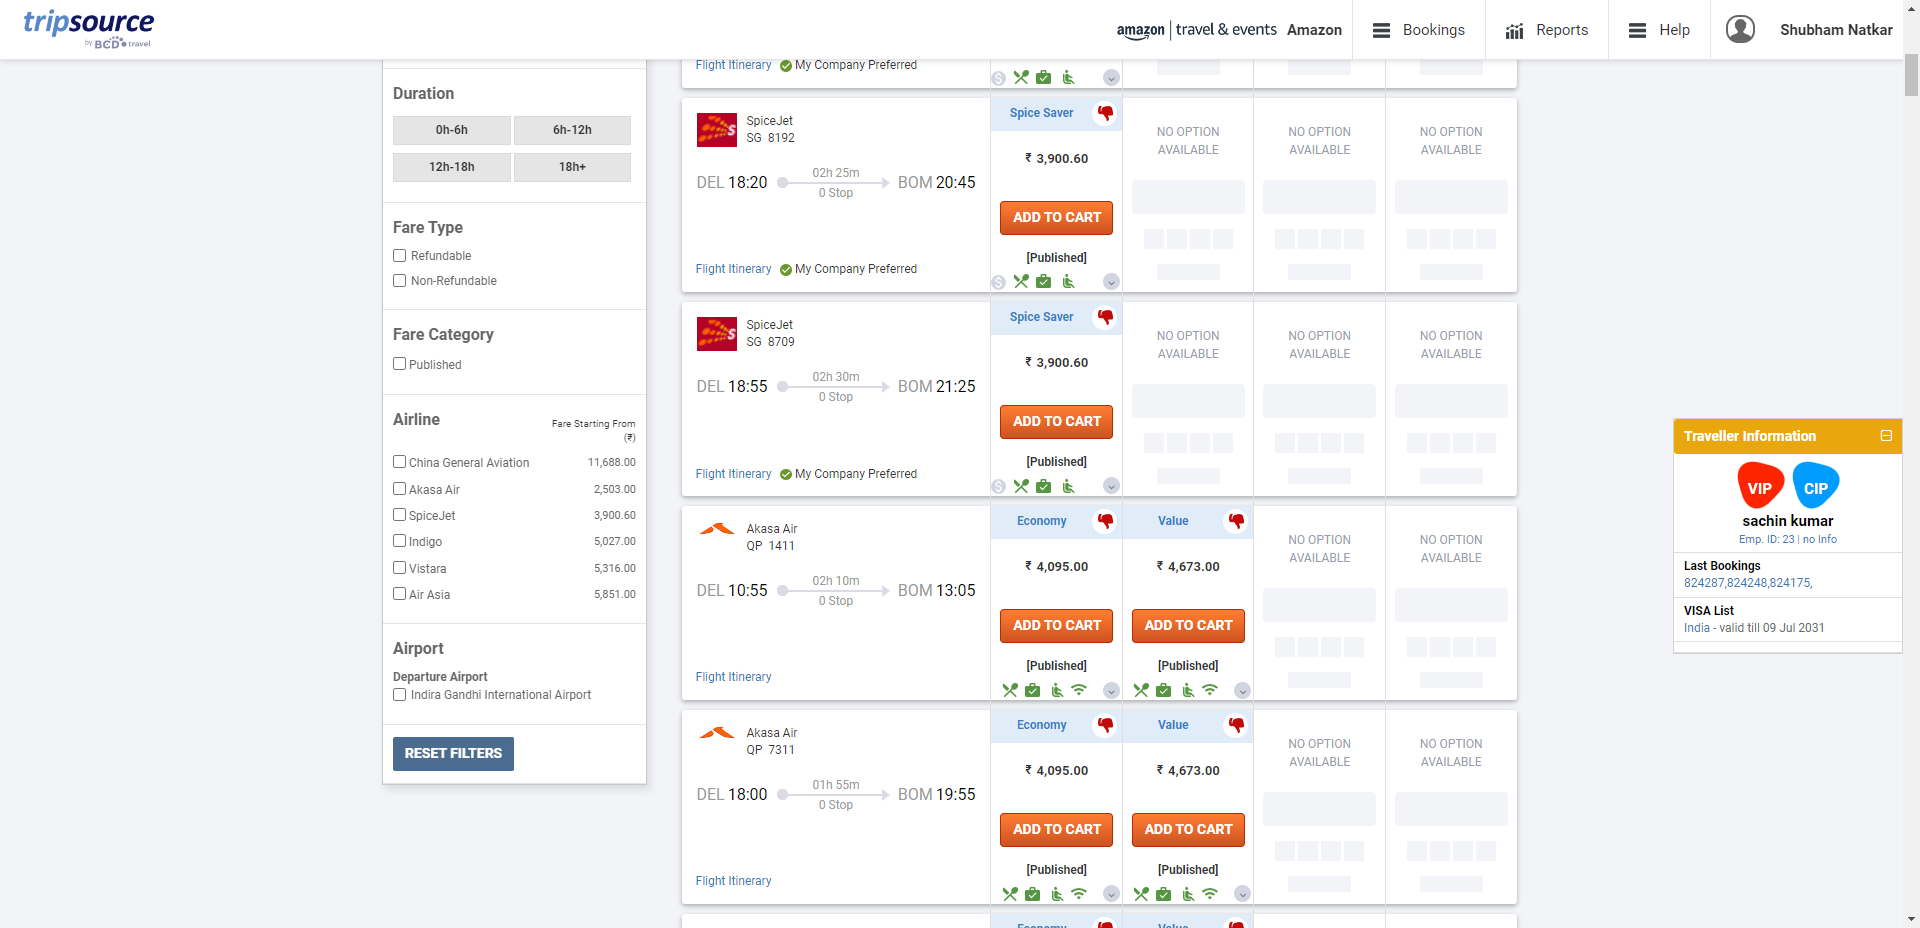 tripsource
by BCD travel
amazon | travel & events Amazon
Bookings
Reports
Help
Shubham Natkar
Duration
0h-6h
6h-12h
12h-18h
18h+
Fare Type
Refundable
Non-Refundable
Fare Category
Published
Airline
Fare Starting From
(₹)
China General Aviation 11,688.00
Akasa Air 2,503.00
SpiceJet 3,900.60
Indigo 5,027.00
Vistara 5,316.00
Air Asia 5,851.00
Airport
Departure Airport
Indira Gandhi International Airport
RESET FILTERS
Flight Itinerary My Company Preferred
SpiceJet
SG 8192
DEL 18:20
02h 25m
0 Stop
BOM 20:45
Flight Itinerary My Company Preferred
Spice Saver
₹ 3,900.60
ADD TO CART
[Published]
NO OPTION
AVAILABLE
NO OPTION
AVAILABLE
NO OPTION
AVAILABLE
SpiceJet
SG 8709
DEL 18:55
02h 30m
0 Stop
BOM 21:25
Flight Itinerary My Company Preferred
Spice Saver
₹ 3,900.60
ADD TO CART
[Published]
NO OPTION
AVAILABLE
NO OPTION
AVAILABLE
NO OPTION
AVAILABLE
Akasa Air
QP 1411
DEL 10:55
02h 10m
0 Stop
BOM 13:05
Flight Itinerary
Economy
₹ 4,095.00
ADD TO CART
[Published]
Value
₹ 4,673.00
ADD TO CART
[Published]
NO OPTION
AVAILABLE
NO OPTION
AVAILABLE
Akasa Air
QP 7311
DEL 18:00
01h 55m
0 Stop
BOM 19:55
Flight Itinerary
Economy
₹ 4,095.00
ADD TO CART
[Published]
Value
₹ 4,673.00
ADD TO CART
[Published]
NO OPTION
AVAILABLE
NO OPTION
AVAILABLE
Economy
Value
Traveller Information
VIP
CIP
sachin kumar
Emp. ID: 23 | no Info
Last Bookings
824287,824248,824175,
VISA List
India - valid till 09 Jul 2031